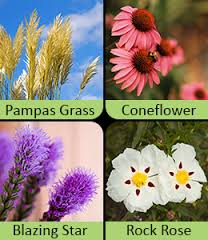 Pampas Grass
Coneflower
Blazing Star
Rock Rose